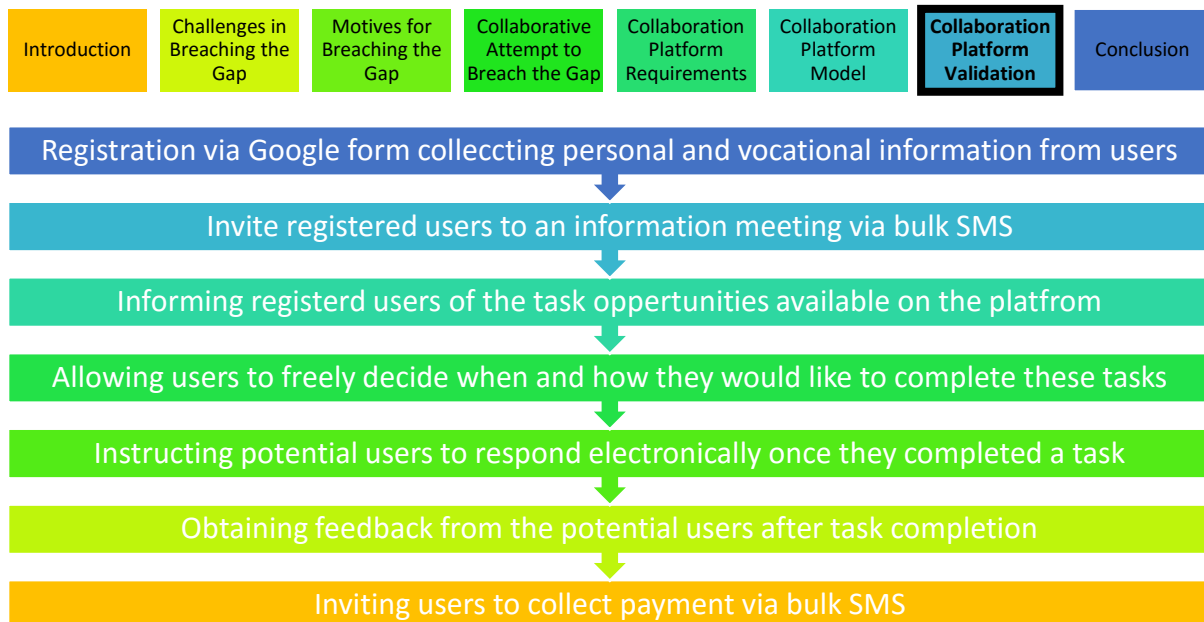 Introduction
Challenges in
Breaching the
Gap
Motives for
Breaching the
Gap
Collaborative
Attempt to
Breach the Gap
Collaboration
Platform
Requirements
Collaboration
Platform
Model
Collaboration
Platform
Validation
Conclusion
Registration via Google form colleccting personal and vocational information from users
Invite registered users to an information meeting via bulk SMS
Informing registerd users of the task oppertunities available on the platfrom
Allowing users to freely decide when and how they would like to complete these tasks
Instructing potential users to respond electronically once they completed a task
Obtaining feedback from the potential users after task completion
Inviting users to collect payment via bulk SMS